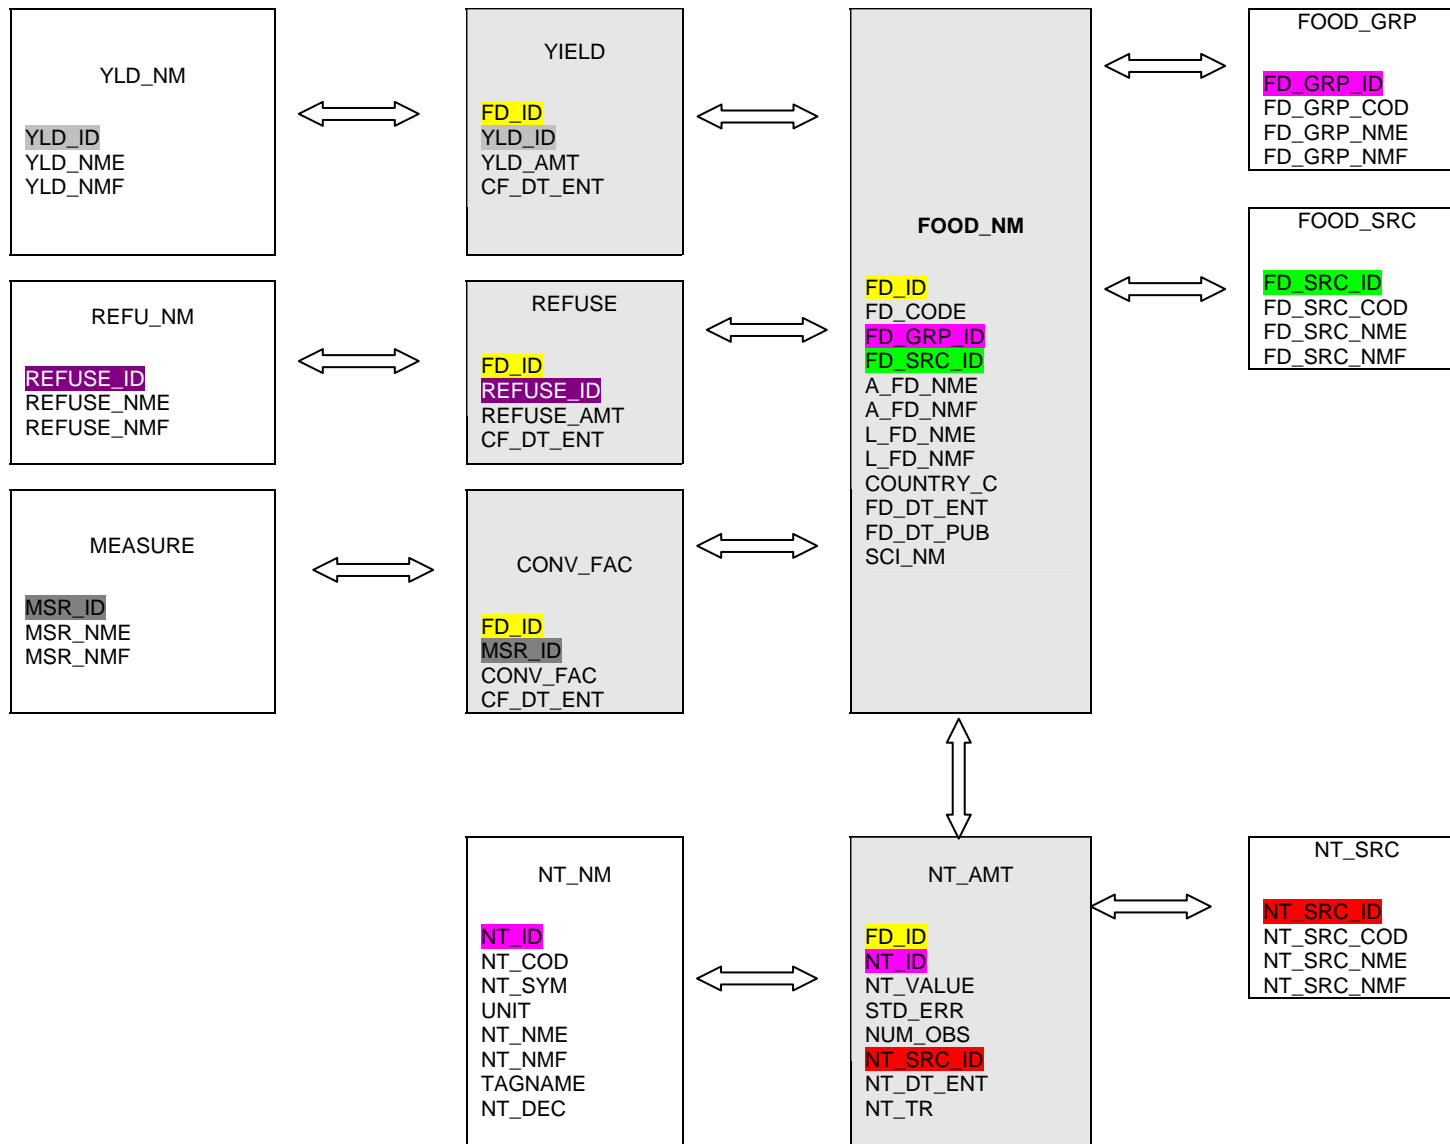 YLD_NM
YLD_ID
YLD_NME
YLD_NMF
YIELD
FD_ID
YLD_ID
YLD_AMT
CF_DT_ENT
FOOD_NM
FD_ID
FD_CODE
FD_GRP_ID
FD_SRC_ID
A_FD_NME
A_FD_NMF
L_FD_NME
L_FD_NMF
COUNTRY_C
FD_DT_ENT
FD_DT_PUB
SCI_NM
FOOD_GRP
FD_GRP_ID
FD_GRP_COD
FD_GRP_NME
FD_GRP_NMF
FOOD_SRC
FD_SRC_ID
FD_SRC_COD
FD_SRC_NME
FD_SRC_NMF
REFU_NM
REFUSE_ID
REFUSE_NME
REFUSE_NMF
REFUSE
FD_ID
REFUSE_ID
REFUSE_AMT
CF_DT_ENT
MEASURE
MSR_ID
MSR_NME
MSR_NMF
CONV_FAC
FD_ID
MSR_ID
CONV_FAC
CF_DT_ENT
NT_NM
NT_ID
NT_COD
NT_SYM
UNIT
NT_NME
NT_NMF
TAGNAME
NT_DEC
NT_AMT
FD_ID
NT_ID
NT_VALUE
STD_ERR
NUM_OBS
NT_SRC_ID
NT_DT_ENT
NT_TR
NT_SRC
NT_SRC_ID
NT_SRC_COD
NT_SRC_NME
NT_SRC_NMF